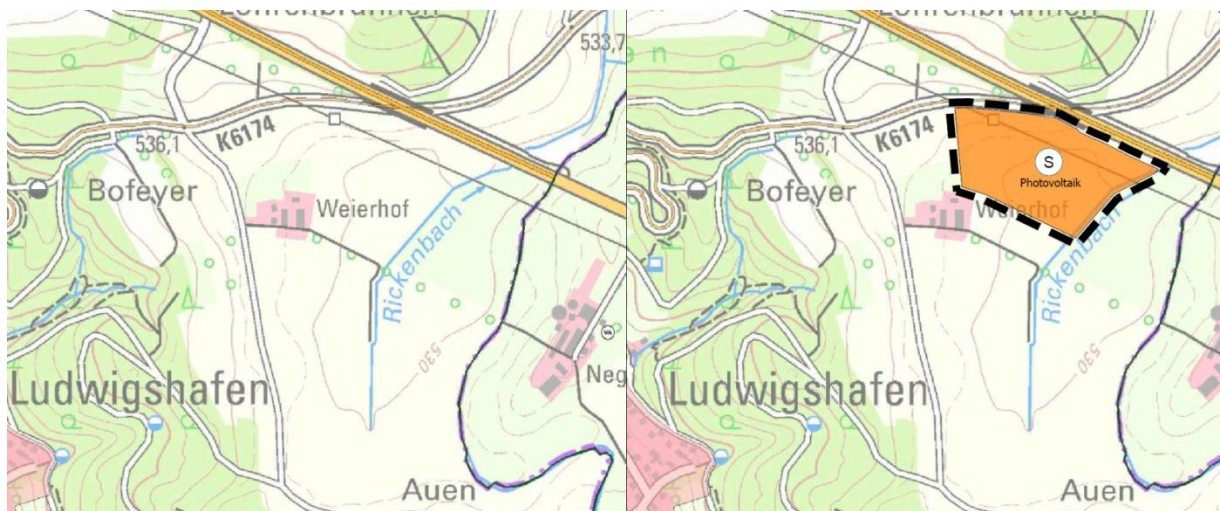 Lohrenbrunnen
533,7
K6174
536,1
Bofeyer
Weierhof
Rickenbach
530
Ludwigshafen
Neg
Auen
K6174
536,1
S
Photovoltaik
Bofeyer
Weierhof
Rickenbach
530
Ludwigshafen
Auen